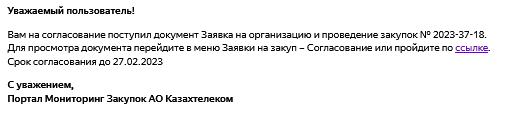 Уважаемый пользователь!
Вам на согласование поступил документ Заявка на организацию и проведение закупок № 2023-37-18.
Для просмотра документа перейдите в меню Заявки на закуп – Согласование или пройдите по ссылке.
Срок согласования до 27.02.2023
С уважением,
Портал Мониторинг Закупок АО Казахтелеком